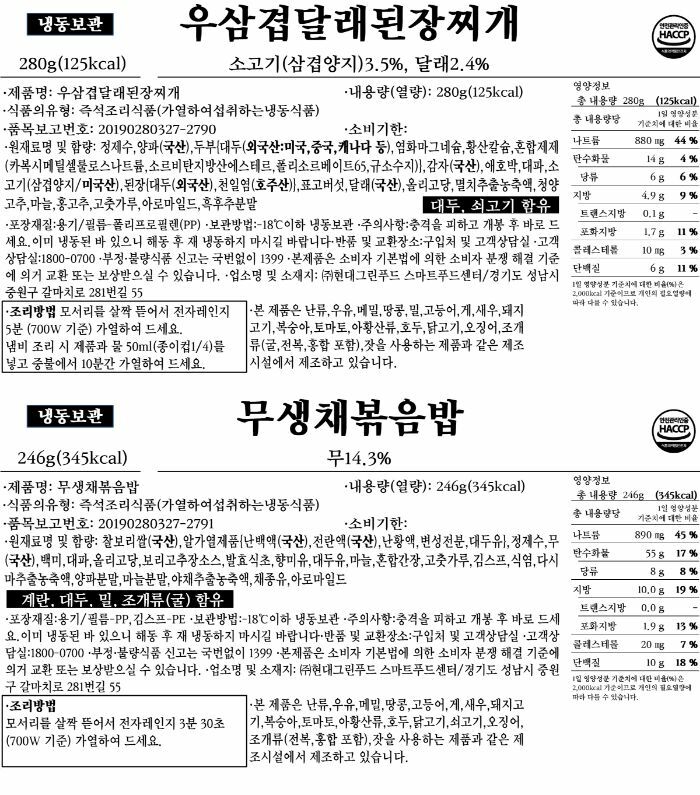 냉동보관
우삼겹달래된장찌개
안전관리인증
HACCP
280g(125kcal)
소고기(삼겹양지)3.5%, 달래2.4%
·제품명: 우삼겹달래된장찌개
·내용량(열량): 280g(125kcal)
·식품의유형: 즉석조리식품(가열하여섭취하는냉동식품)
·품목보고번호: 20190280327-2790
·소비기한:
·원재료명 및 함량: 정제수,양파(국산),두부[대두(외국산:미국,중국,캐나다 등),염화마그네슘,황산칼슘,혼합제제
(카복시메틸셀룰로스나트륨,소르비탄지방산에스테르,폴리소르베이트65,규소수지)],감자(국산),애호박,대파,소
고기(삼겹양지/미국산),된장[대두(외국산),천일염(호주산)],표고버섯,달래(국산),올리고당,멸치추출농축액,청양
고추,마늘,홍고추,고춧가루,아로마일드,흑후추분말
대두, 쇠고기 함유
·포장재질:용기/필름-폴리프로필렌(PP) ·보관방법:-18℃이하 냉동보관 ·주의사항:충격을 피하고 개봉 후 바로 드
세요.이미 냉동된 바 있으니 해동 후 재 냉동하지 마시길 바랍니다·반품 및 교환장소:구입처 및 고객상담실 ·고객
상담실:1800-0700 ·부정·불량식품 신고는 국번없이 1399 ·본제품은 소비자 기본법에 의한 소비자 분쟁 해결 기준
에 의거 교환 또는 보상받으실 수 있습니다. ·업소명 및 소재지: ㈜현대그린푸드 스마트푸드센터/경기도 성남시
중원구 갈마치로 281번길 55
·조리방법 모서리를 살짝 뜯어서 전자레인지
5분 (700W 기준) 가열하여 드세요.
냄비 조리 시 제품과 물 50ml(종이컵1/4)를
넣고 중불에서 10분간 가열하여 드세요.
·본 제품은 난류,우유,메밀,땅콩,밀,고등어,게,새우,돼지
고기,복숭아,토마토,아황산류,호두,닭고기,오징어,조개
류(굴,전복,홍합 포함),잣을 사용하는 제품과 같은 제조
시설에서 제조하고 있습니다.
영양정보
총 내용량 280g (125kcal)
총 내용량당 1일 영양성분 기준치에 대한 비율
나트륨 880 mg 44 %
탄수화물 14 g 4 %
당류 6 g 6 %
지방 4.9 g 9 %
트랜스지방 0.1 g -
포화지방 1.7 g 11 %
콜레스테롤 10 mg 3 %
단백질 6 g 11 %
1일 영양성분 기준치에 대한 비율(%)은
2,000kcal 기준이므로 개인의 필요열량에
따라 다를 수 있습니다.
냉동보관
무생채볶음밥
안전관리인증
HACCP
246g(345kcal)
무14.3%
·제품명: 무생채볶음밥
·내용량(열량): 246g(345kcal)
·식품의유형: 즉석조리식품(가열하여섭취하는냉동식품)
·품목보고번호: 20190280327-2791
·소비기한:
·원재료명 및 함량: 찰보리쌀(국산),알가열제품[난백액(국산),전란액(국산),난황액,변성전분,대두유],정제수,무
(국산),백미,대파,올리고당,보리고추장소스,발효식초,향미유,대두유,마늘,혼합간장,고춧가루,김스프,식염,다시
마추출농축액,양파분말,마늘분말,야채추출농축액,채종유,아로마일드
계란, 대두, 밀, 조개류(굴) 함유
·포장재질:용기/필름-PP,김스프-PE ·보관방법:-18℃이하 냉동보관 ·주의사항:충격을 피하고 개봉 후 바로 드세
요.이미 냉동된 바 있으니 해동 후 재 냉동하지 마시길 바랍니다·반품 및 교환장소:구입처 및 고객상담실 ·고객상
담실:1800-0700 ·부정·불량식품 신고는 국번없이 1399 ·본제품은 소비자 기본법에 의한 소비자 분쟁 해결 기준에
의거 교환 또는 보상받으실 수 있습니다. ·업소명 및 소재지: ㈜현대그린푸드 스마트푸드센터/경기도 성남시 중원
구 갈마치로 281번길 55
·조리방법
모서리를 살짝 뜯어서 전자레인지 3분 30초
(700W 기준) 가열하여 드세요.
·본 제품은 난류,우유,메밀,땅콩,고등어,게,새우,돼지고
기,복숭아,토마토,아황산류,호두,닭고기,쇠고기,오징어,
조개류(전복,홍합 포함),잣을 사용하는 제품과 같은 제
조시설에서 제조하고 있습니다.
영양정보
총 내용량 246g (345kcal)
총 내용량당 1일 영양성분 기준치에 대한 비율
나트륨 890 mg 45 %
탄수화물 55 g 17 %
당류 8 g 8 %
지방 10.0 g 19 %
트랜스지방 0.0 g -
포화지방 1.9 g 13 %
콜레스테롤 20 mg 7 %
단백질 10 g 18 %
1일 영양성분 기준치에 대한 비율(%)은
2,000kcal 기준이므로 개인의 필요열량에
따라 다를 수 있습니다.